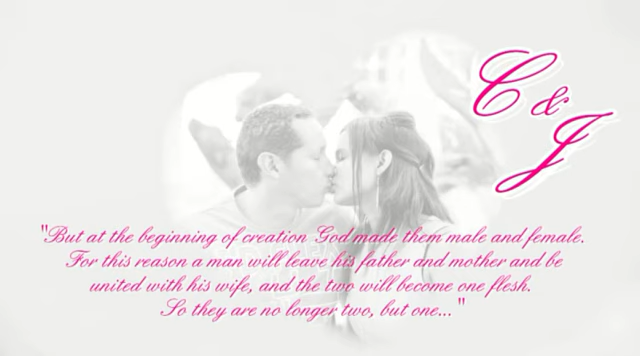 C & J
"But at the beginning of creation God made them male and female.
For this reason a man will leave his father and mother and be
united with his wife, and the two will become one flesh.
So they are no longer two, but one... "